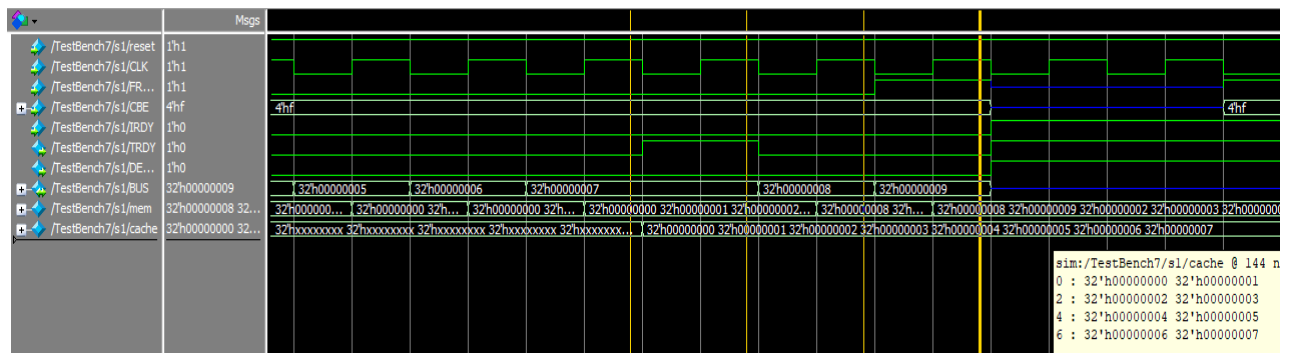 Msgs
/TestBench7/s1/reset 1'h1
/TestBench7/s1/CLK 1'h1
/TestBench7/s1/FR... 1'h1
/TestBench7/s1/CBE 4'hf 4'hf 4'hf
/TestBench7/s1/IRDY 1'h0
/TestBench7/s1/TRDY 1'h0
/TestBench7/s1/DE... 1'h0
/TestBench7/s1/BUS 32'h00000009 32'h00000005 32'h00000006 32'h00000007 32'h00000008 32'h00000009
/TestBench7/s1/mem 32'h00000008 32... 32'h000000... 32'h00000000 32'h... 32'h00000000 32'h... 32'h00000000 32'h00000001 32'h00000002... 32'h00000008 32'h... 32'h00000008 32'h00000009 32'h00000002 32'h00000003 32'h0000000
/TestBench7/s1/cache 32'h00000000 32... 32'hxxxxxxxx 32'hxxxxxxxx 32'hxxxxxxxx 32'hxxxxxxxx 32'hxxxxxxx... 32'h00000000 32'h00000001 32'h00000002 32'h00000003 32'h00000004 32'h00000005 32'h00000006 32'h00000007
sim:/TestBench7/s1/cache @ 144 n
0 : 32'h00000000 32'h00000001
2 : 32'h00000002 32'h00000003
4 : 32'h00000004 32'h00000005
6 : 32'h00000006 32'h00000007